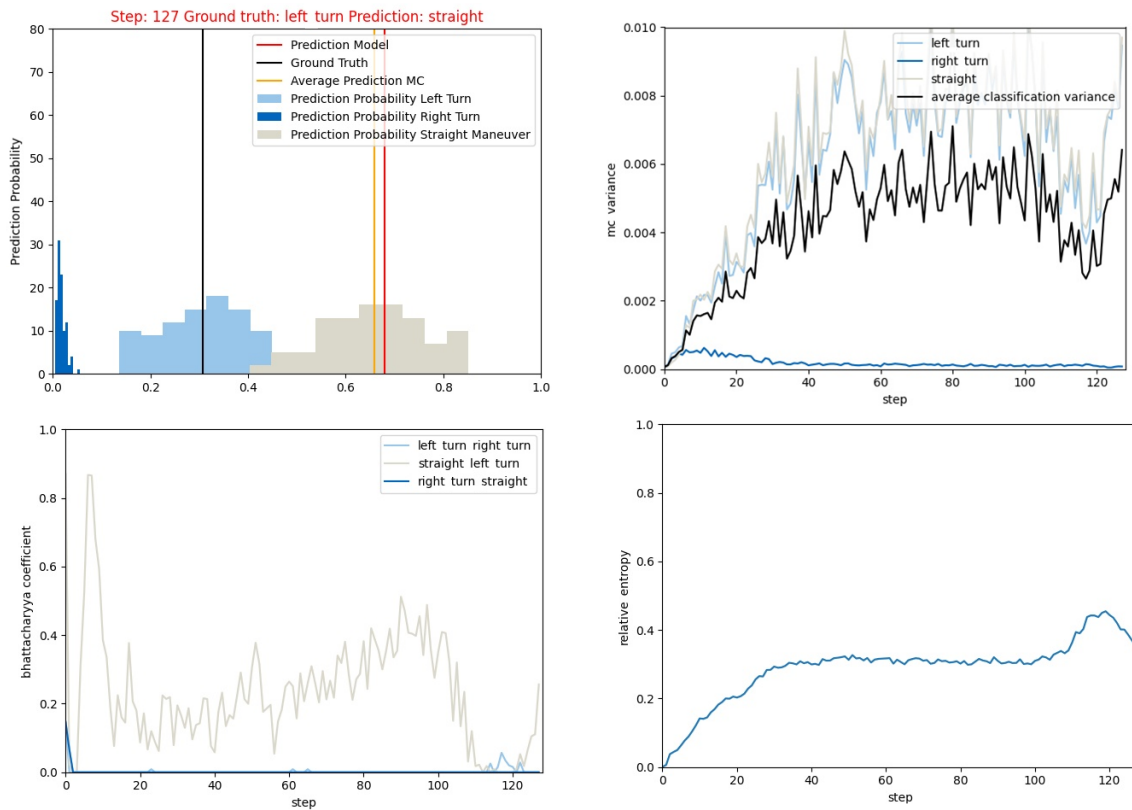 Step: 127 Ground truth: left turn Prediction: straight
80
70
60
50
40
30
20
10
0
Prediction Probability
Prediction Model
Ground Truth
Average Prediction MC
Prediction Probability Left Turn
Prediction Probability Right Turn
Prediction Probability Straight Maneuver
0.0 0.2 0.4 0.6 0.8 1.0
0.010
0.008
0.006
0.004
0.002
0.000
mc variance
left turn
right turn
straight
average classification variance
0 20 40 60 80 100 120
step
1.0
0.8
0.6
0.4
0.2
0.0
bhattacharyya coefficient
left turn right turn
straight left turn
right turn straight
0 20 40 60 80 100 120
step
1.0
0.8
0.6
0.4
0.2
0.0
relative entropy
0 20 40 60 80 100 120
step